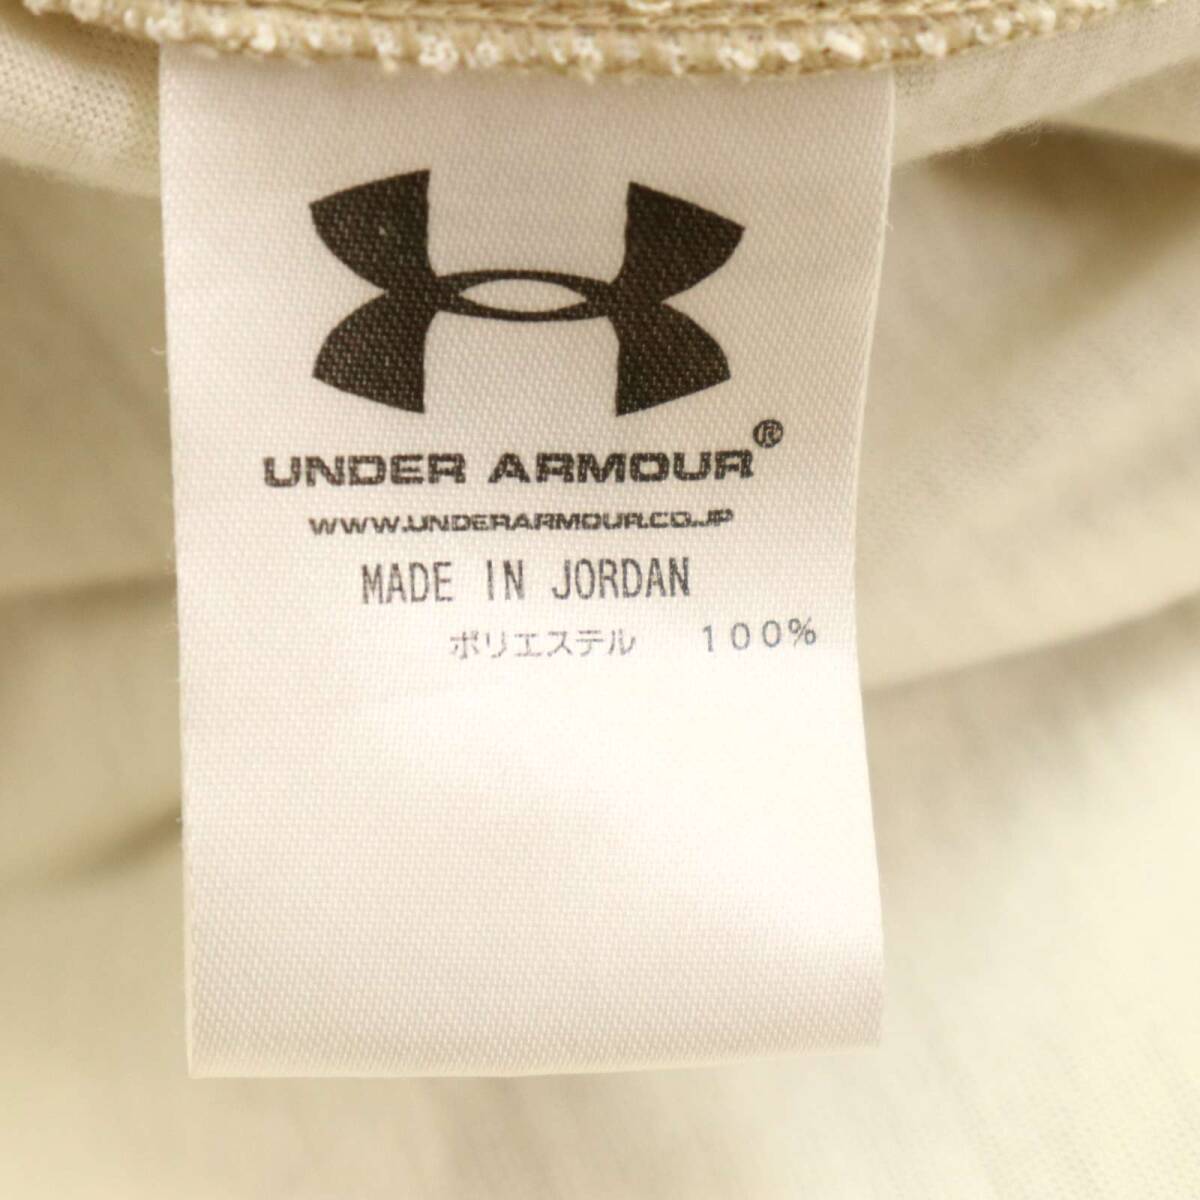 UNDER ARMOUR®
WWW.UNDERARMOUR.CO.JP
MADE IN JORDAN
ポリエステル　100%